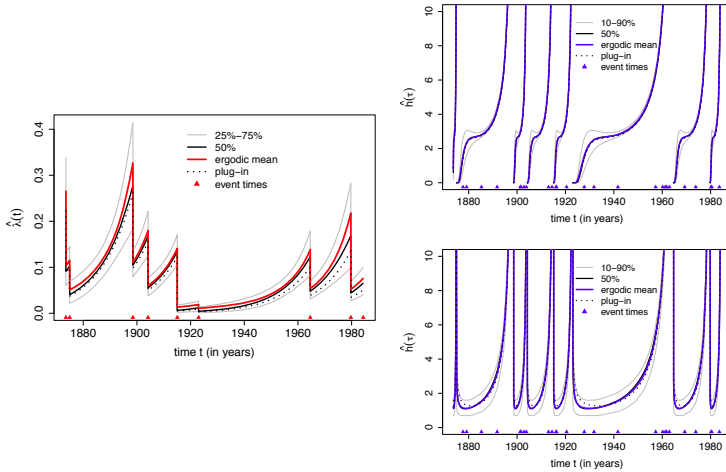 0.0 0.1 0.2 0.3 0.4
λ̂(t)
25%−75%
50%
ergodic mean
plug−in
event times
1880 1900 1920 1940 1960 1980
time t (in years)
0 2 4 6 8 10
ĥ(τ)
10−90%
50%
ergodic mean
plug−in
event times
1880 1900 1920 1940 1960 1980
time t (in years)
0 2 4 6 8 10
ĥ(τ)
10−90%
50%
ergodic mean
plug−in
event times
1880 1900 1920 1940 1960 1980
time t (in years)